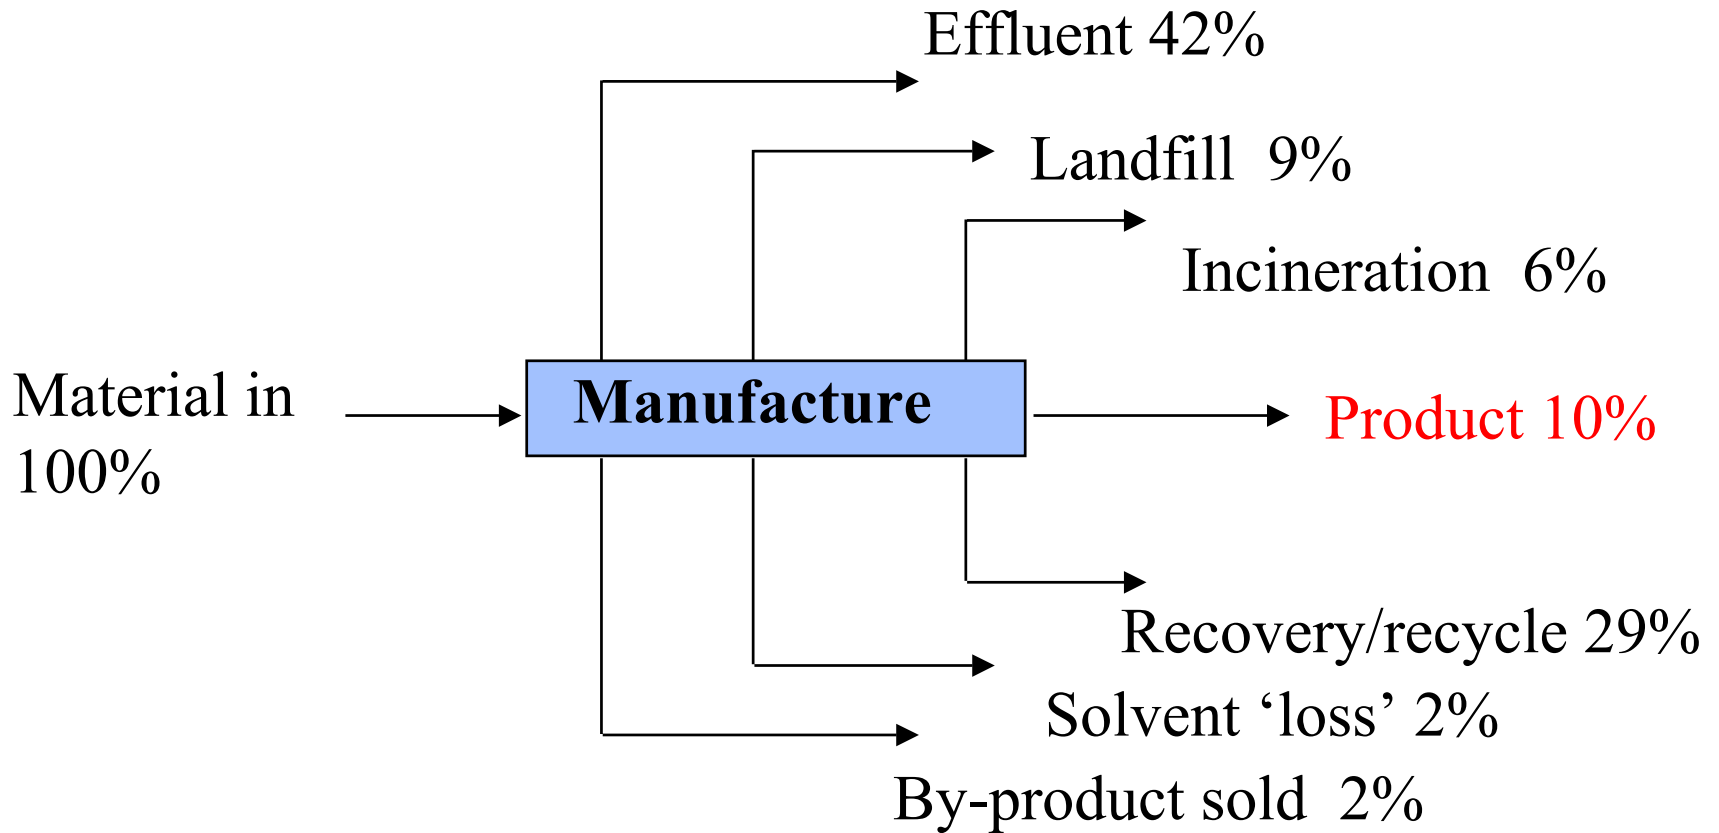 Effluent 42%
Landfill 9%
Incineration 6%
Material in
100%
Manufacture
Product 10%
Recovery/recycle 29%
Solvent ‘loss’ 2%
By-product sold 2%